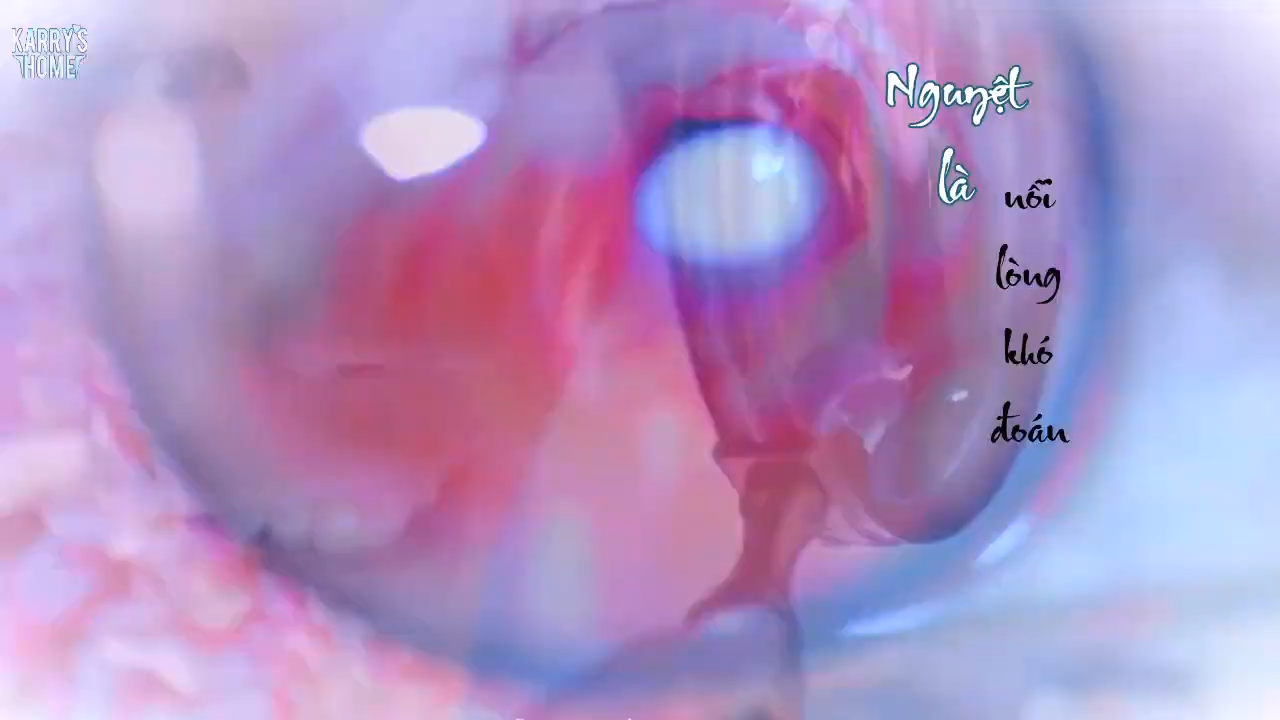 KARRY'S
HOME
Nguyệt
là
nỗi
lòng
khó
đoán